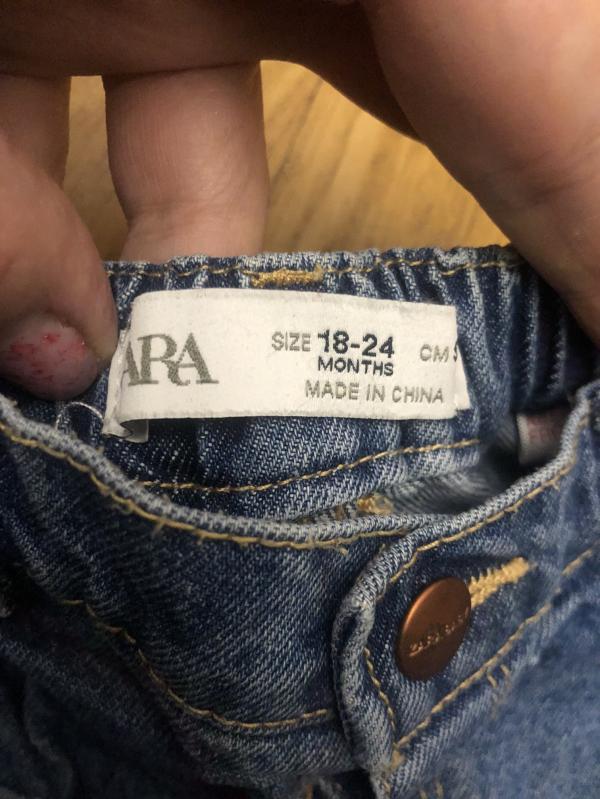 ARA
SIZE 18-24 CM
MONTHS
MADE IN CHINA